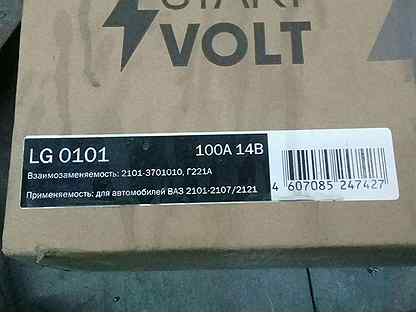 START
VOLT
LG 0101 100А 14В
Взаимозаменяемость: 2101-3701010, Г221А
Применяемость: для автомобилей ВАЗ 2101-2107/2121
4 607085 247427